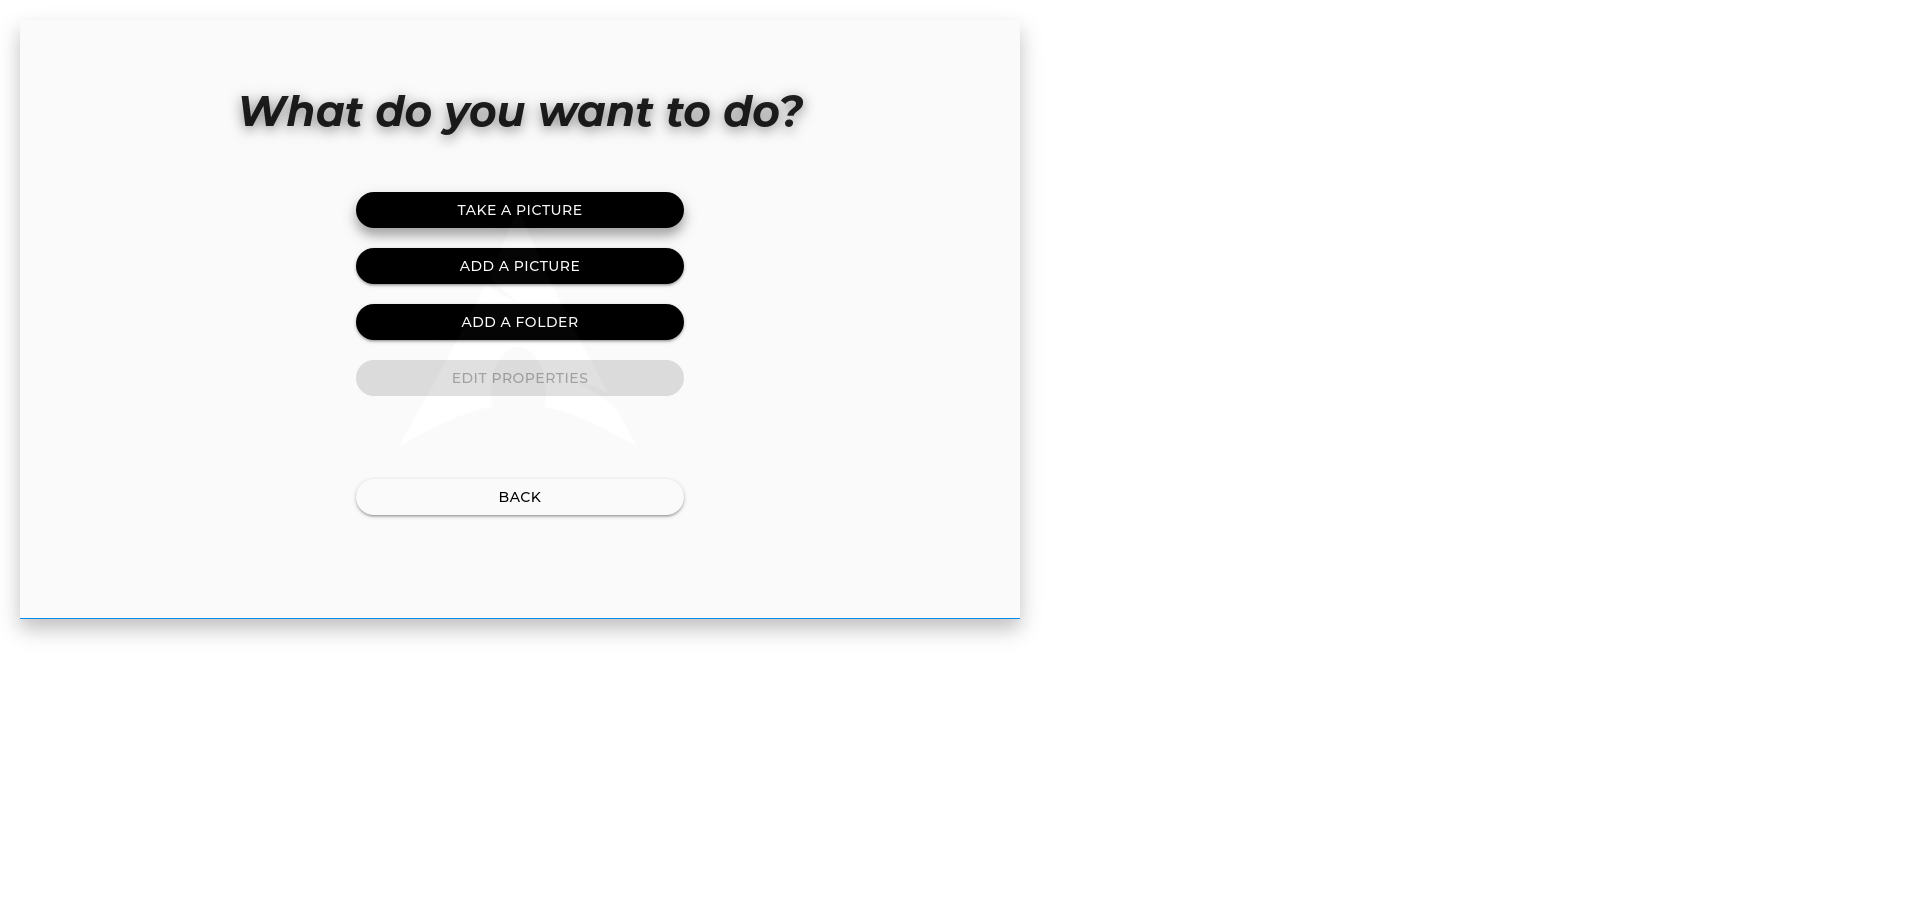 What do you want to do?
TAKE A PICTURE
ADD A PICTURE
ADD A FOLDER
EDIT PROPERTIES
BACK